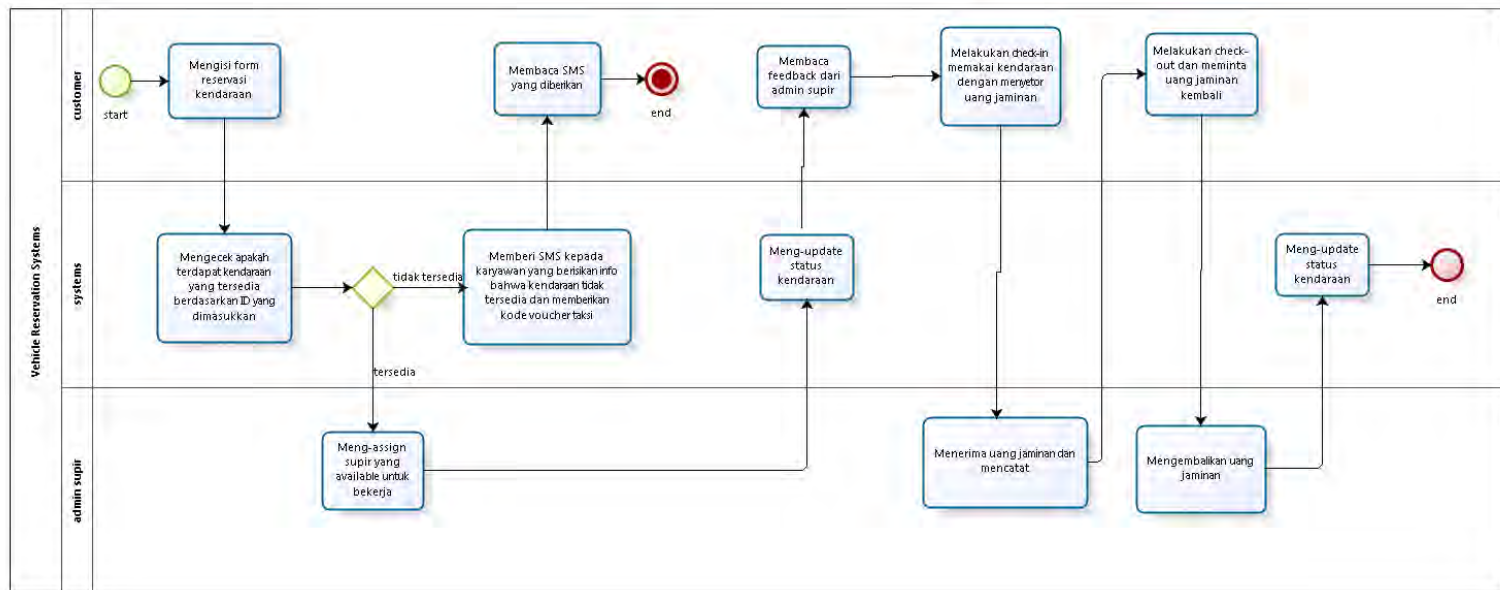 Vehicle Reservation Systems
customer
start
Mengisi form
reservasi
kendaraan
Membaca SMS
yang diberikan
end
Membaca
feedback dari
admin supir
Melakukan check-in
memakai kendaraan
dengan menyetor
uang jaminan
Melakukan check-
out dan meminta
uang jaminan
kembali
systems
Mengecek apakah
terdapat kendaraan
yang tersedia
berdasarkan ID yang
dimasukkan
tidak tersedia
tersedia
Memberi SMS kepada
karyawan yang berisikan info
bahwa kendaraan tidak
tersedia dan memberikan
kode voucher taksi
Meng-update
status
kendaraan
Meng-update
status
kendaraan
end
admin supir
Meng-assign
supir yang
available untuk
bekerja
Menerima uang jaminan dan
mencatat
Mengembalikan uang
jaminan